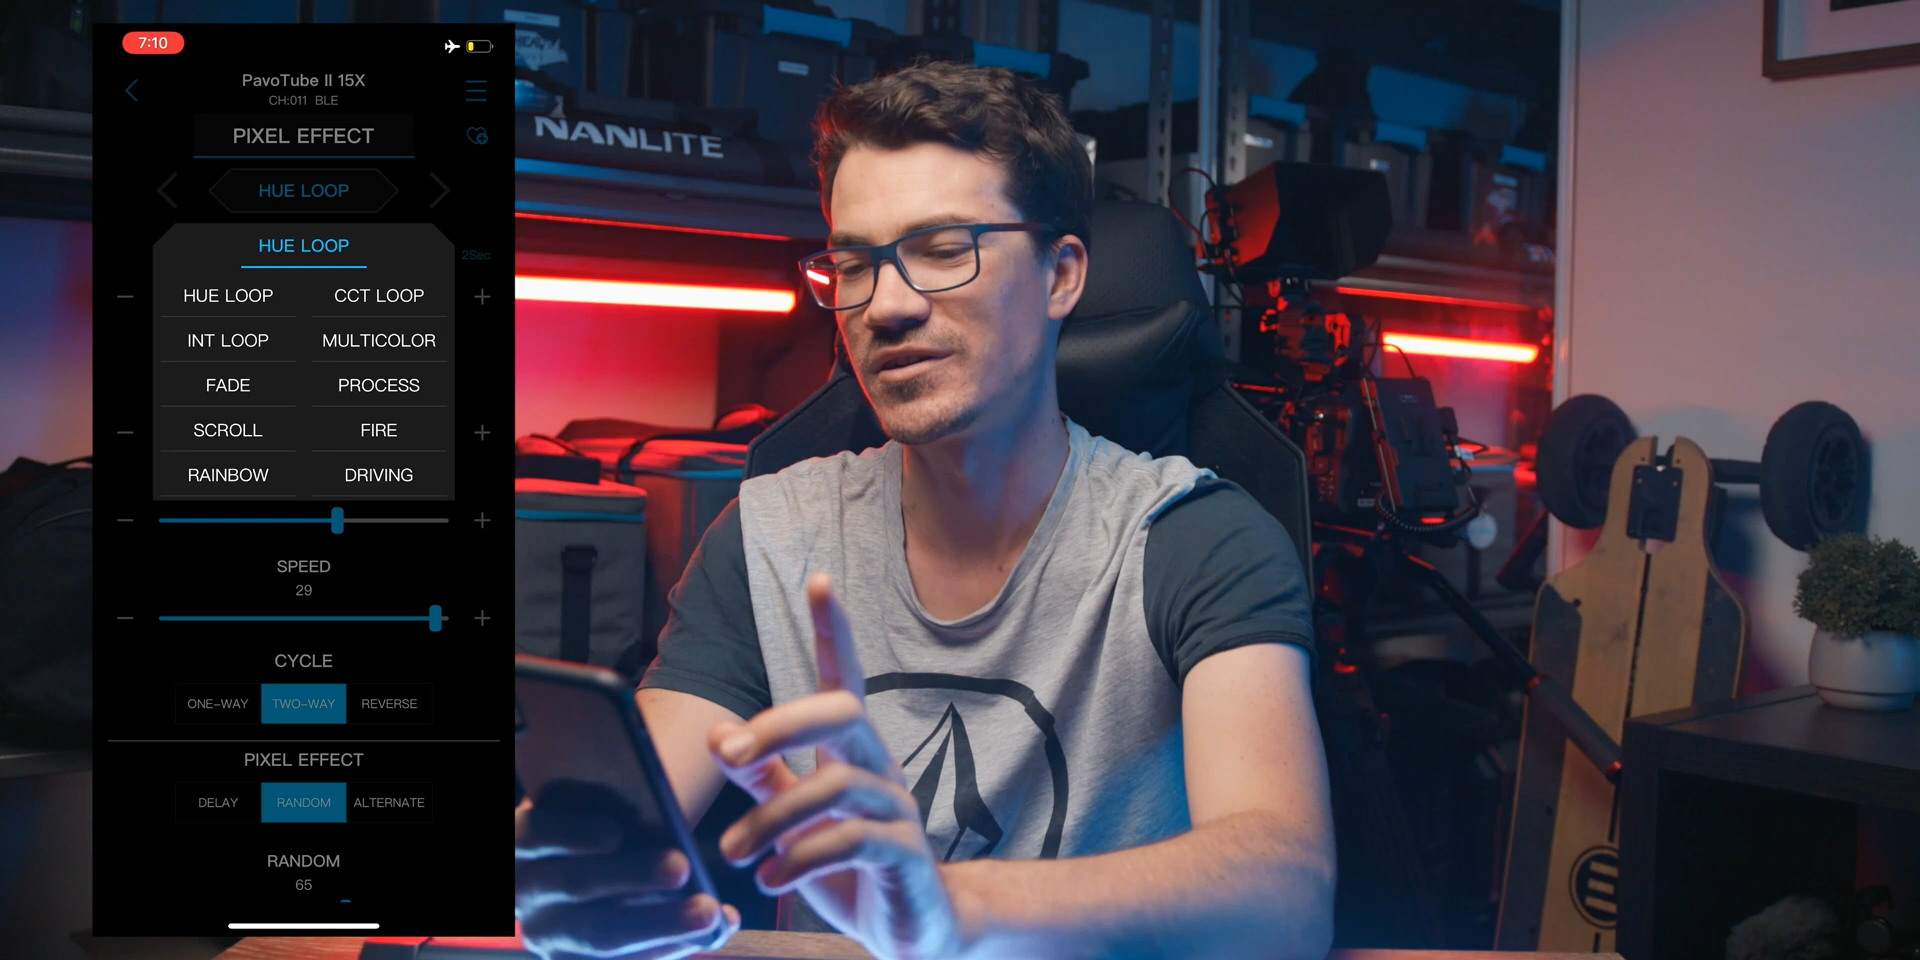 7:10
PavoTube II 15X
CH:011 BLE
PIXEL EFFECT
HUE LOOP
HUE LOOP
2Sec
HUE LOOP CCT LOOP
INT LOOP MULTICOLOR
FADE PROCESS
SCROLL FIRE
RAINBOW DRIVING
SPEED
29
CYCLE
ONE-WAY TWO-WAY REVERSE
PIXEL EFFECT
DELAY RANDOM ALTERNATE
RANDOM
65
NANLITE